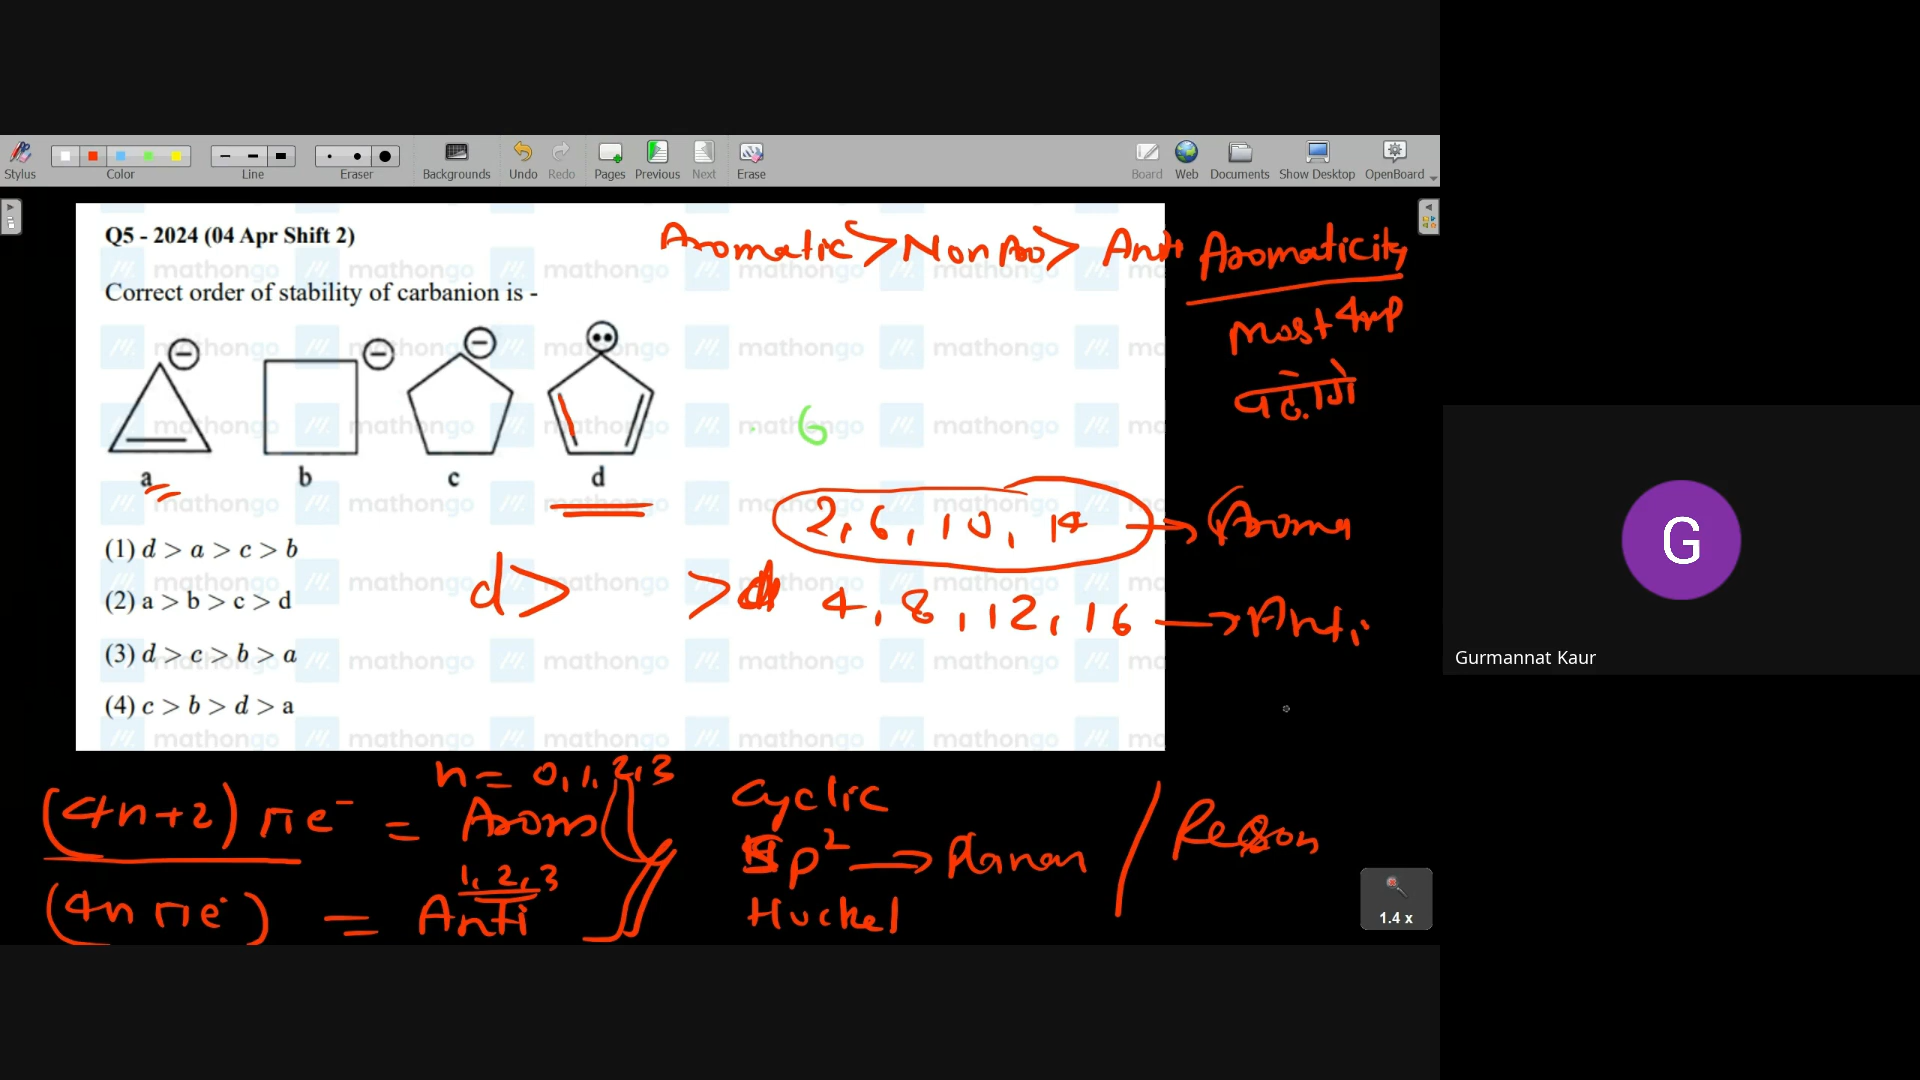 Stylus
Color
Line
Eraser
Backgrounds
Undo
Redo
Pages
Previous
Next
Erase
Board
Web
Documents
Show Desktop
OpenBoard
Q5 - 2024 (04 Apr Shift 2)
Aromatic > Non Aro > Anti
Aromaticity
Most Imp
Correct order of stability of carbanion is -
a
b
c
d
6
(1) d > a > c > b
(2) a > b > c > d
(3) d > c > b > a
(4) c > b > d > a
2, 6, 10, 14 → Aroma
d > >
4, 8, 12, 16 → Anti
mathongo
n = 0, 1, 2, 3
(4n+2) πe⁻ = Arom
1, 2, 3
(4n πe⁻) = Anti
Cyclic
Sp² → Planar
Huckel
Reson
1.4 x
G
Gurmannat Kaur